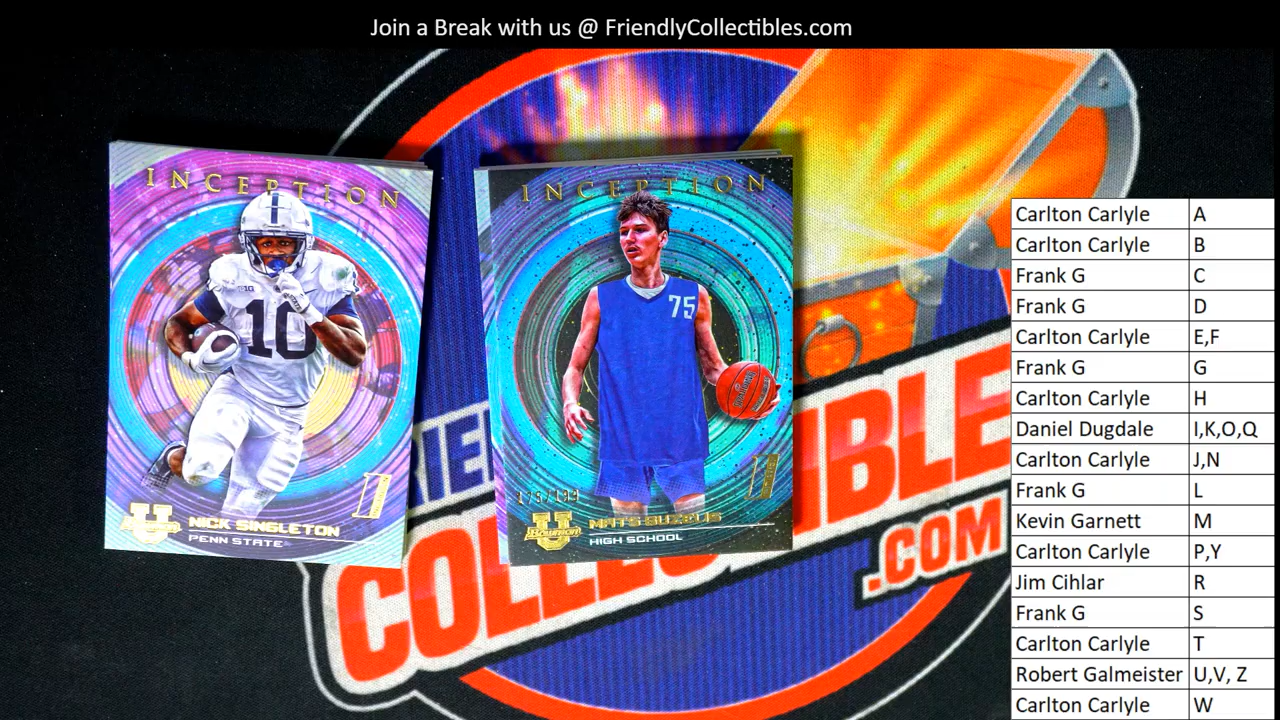 Join a Break with us @ FriendlyCollectibles.com
INCEPTION
10
NICK SINGLETON
PENN STATE
INCEPTION
75
U
Bowman
HIGH SCHOOL
COLLECTIBLE
.COM
Carlton Carlyle A
Carlton Carlyle B
Frank G C
Frank G D
Carlton Carlyle E,F
Frank G G
Carlton Carlyle H
Daniel Dugdale I,K,O,Q
Carlton Carlyle J,N
Frank G L
Kevin Garnett M
Carlton Carlyle P,Y
Jim Cihlar R
Frank G S
Carlton Carlyle T
Robert Galmeister U,V, Z
Carlton Carlyle W